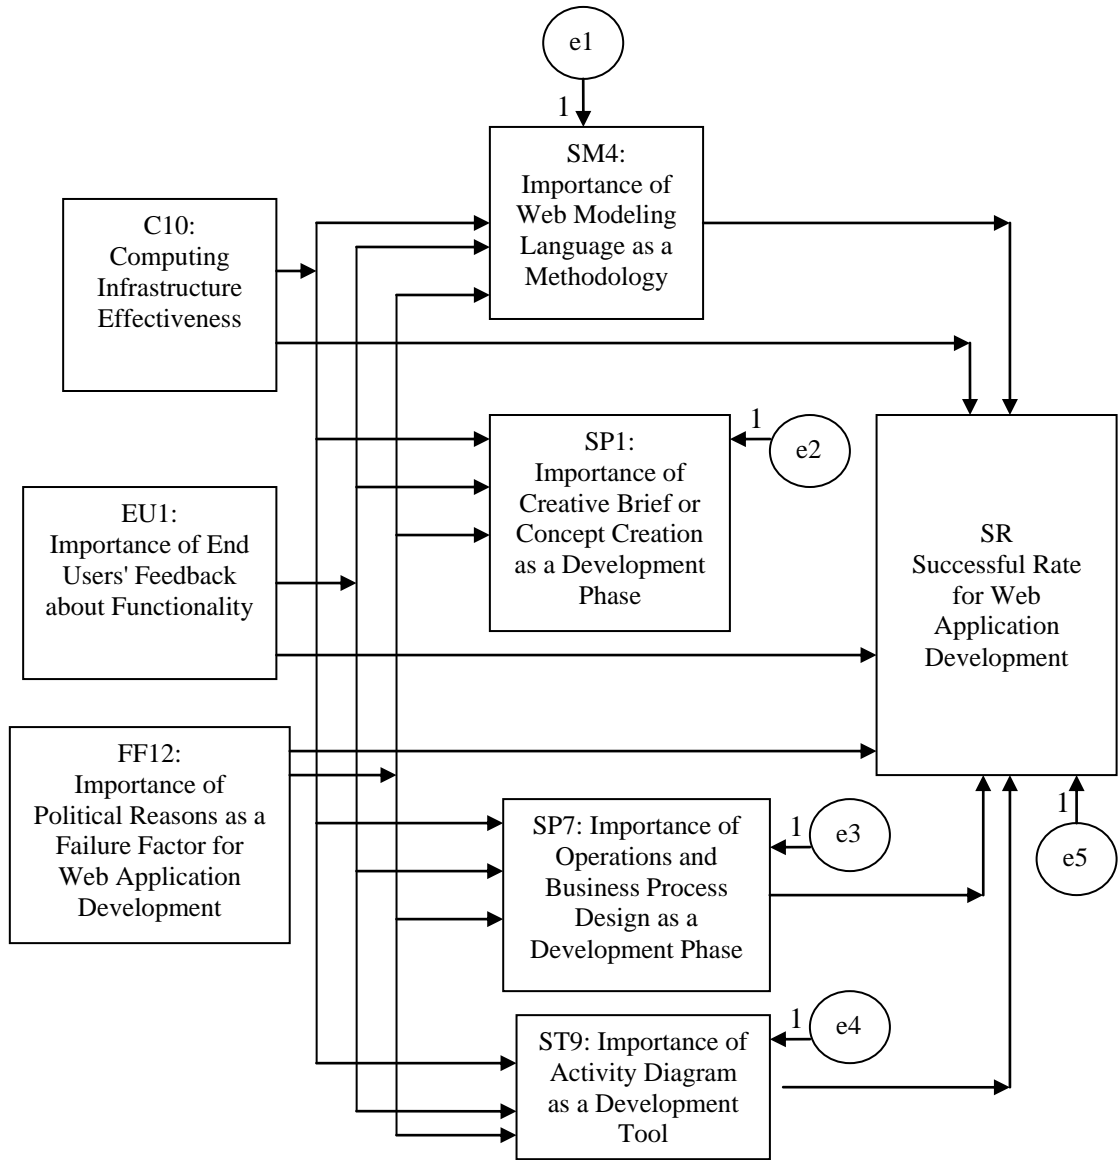 e1
1
SM4:
Importance of
Web Modeling
Language as a
Methodology
C10:
Computing
Infrastructure
Effectiveness
SP1:
Importance of
Creative Brief or
Concept Creation
as a Development
Phase
1
e2
EU1:
Importance of End
Users' Feedback
about Functionality
SR
Successful Rate
for Web
Application
Development
FF12:
Importance of
Political Reasons as a
Failure Factor for
Web Application
Development
SP7: Importance of
Operations and
Business Process
Design as a
Development Phase
1
e3
1
e5
ST9: Importance of
Activity Diagram
as a Development
Tool
1
e4